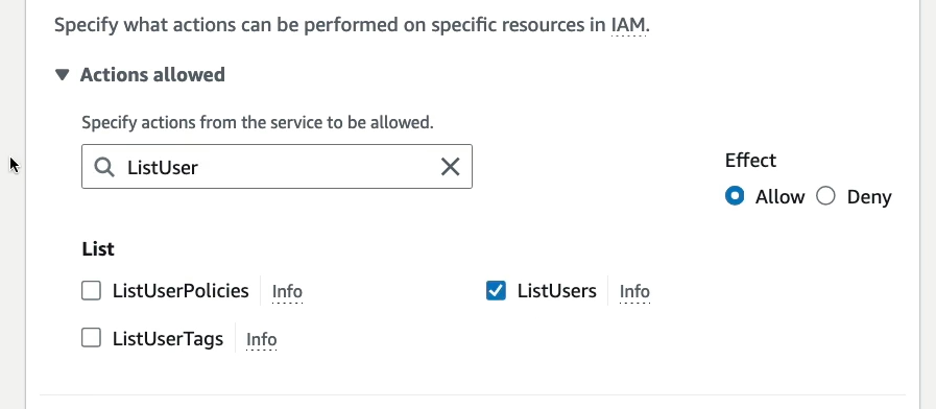 Specify what actions can be performed on specific resources in IAM.
Actions allowed
Specify actions from the service to be allowed.
ListUser
Effect
Allow Deny
List
ListUserPolicies Info ListUsers Info
ListUserTags Info